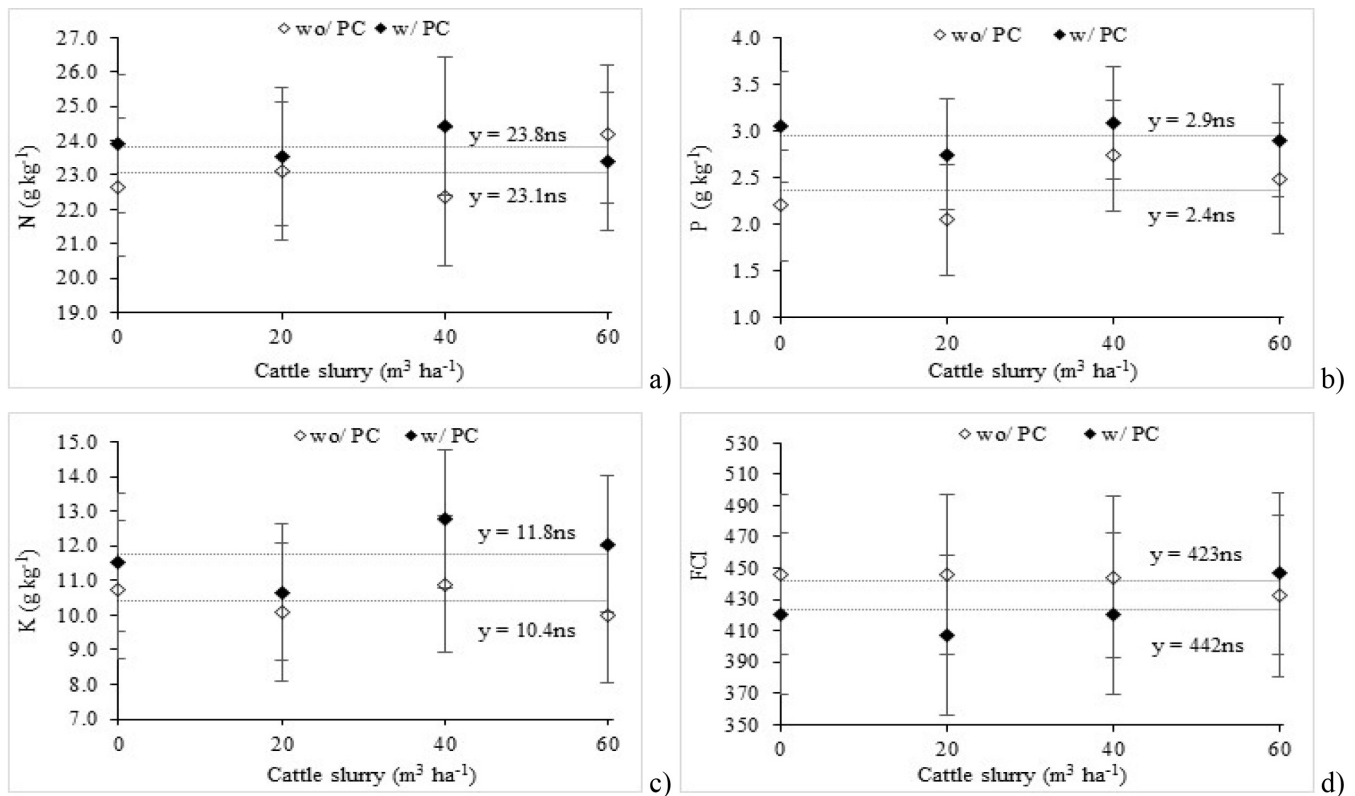 wo/ PC w/ PC
27.0
26.0
25.0
24.0
23.0
22.0
21.0
20.0
19.0
N (g kg-1)
y = 23.8ns
y = 23.1ns
0 20 40 60
Cattle slurry (m3 ha-1)
a)
wo/ PC w/ PC
4.0
3.5
3.0
2.5
2.0
1.5
1.0
P (g kg-1)
y = 2.9ns
y = 2.4ns
0 20 40 60
Cattle slurry (m3 ha-1)
b)
wo/ PC w/ PC
15.0
14.0
13.0
12.0
11.0
10.0
9.0
8.0
7.0
K (g kg-1)
y = 11.8ns
y = 10.4ns
0 20 40 60
Cattle slurry (m3 ha-1)
c)
wo/ PC w/ PC
530
510
490
470
450
430
410
390
370
350
FCI
y = 423ns
y = 442ns
0 20 40 60
Cattle slurry (m3 ha-1)
d)